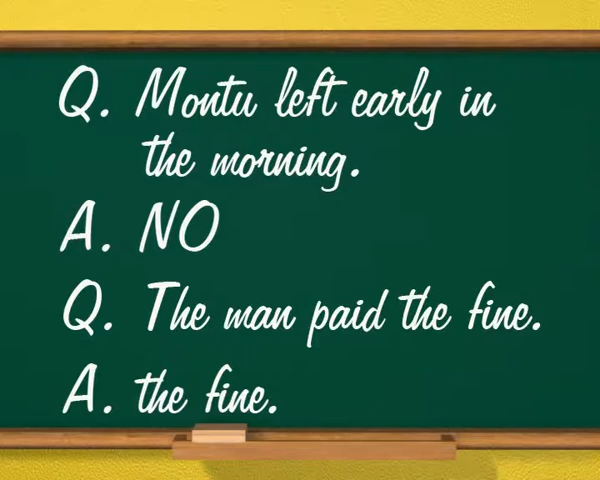 Q. Montu left early in
the morning.
A. NO
Q. The man paid the fine.
A. the fine.